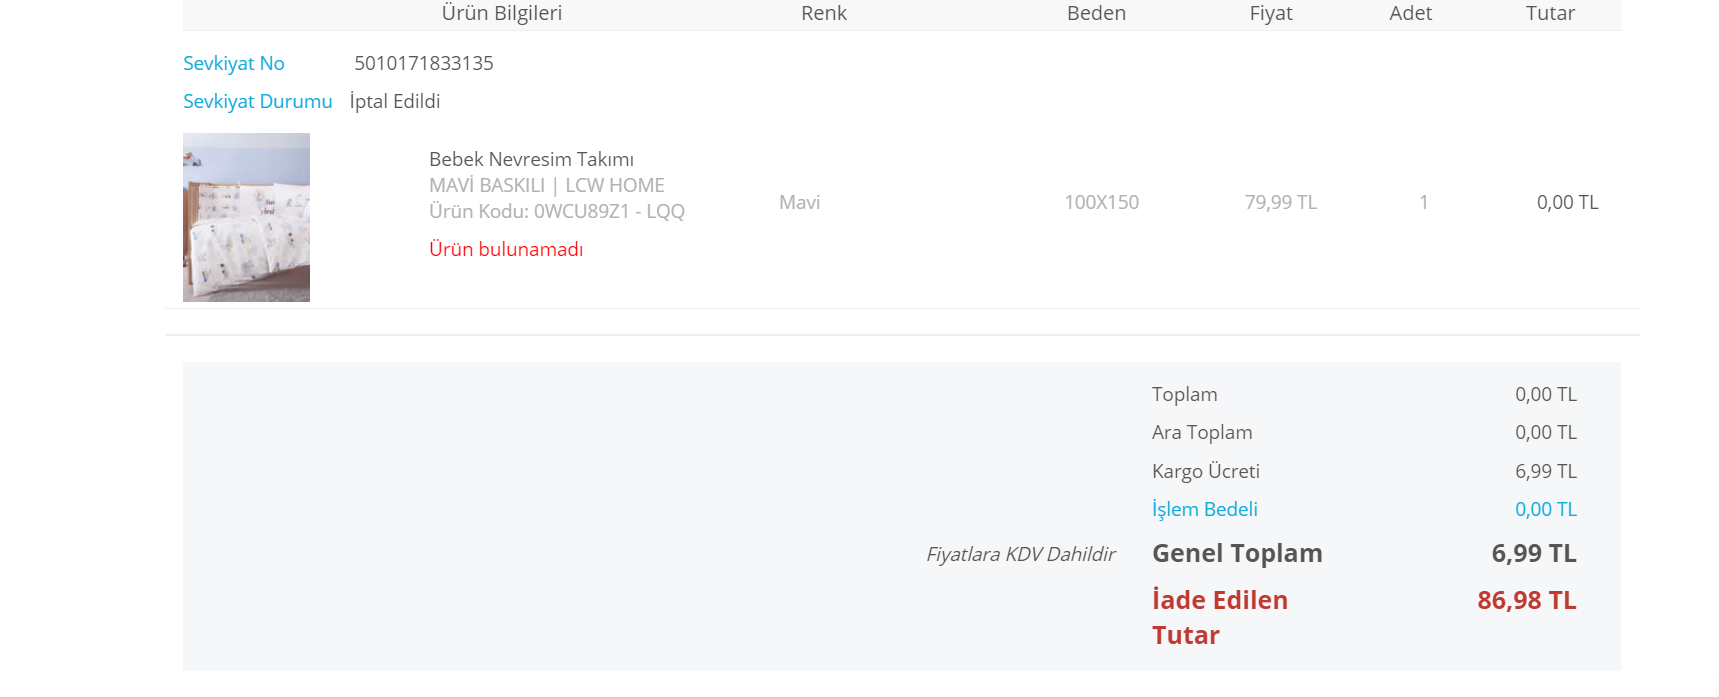 Ürün Bilgileri Renk Beden Fiyat Adet Tutar
Sevkiyat No 5010171833135
Sevkiyat Durumu İptal Edildi
Bebek Nevresim Takımı
MAVİ BASKILI | LCW HOME
Ürün Kodu: 0WCU89Z1 - LQQ
Mavi 100X150 79,99 TL 1 0,00 TL
Ürün bulunamadı
Toplam 0,00 TL
Ara Toplam 0,00 TL
Kargo Ücreti 6,99 TL
İşlem Bedeli 0,00 TL
Fiyatlara KDV Dahildir Genel Toplam 6,99 TL
İade Edilen 86,98 TL
Tutar